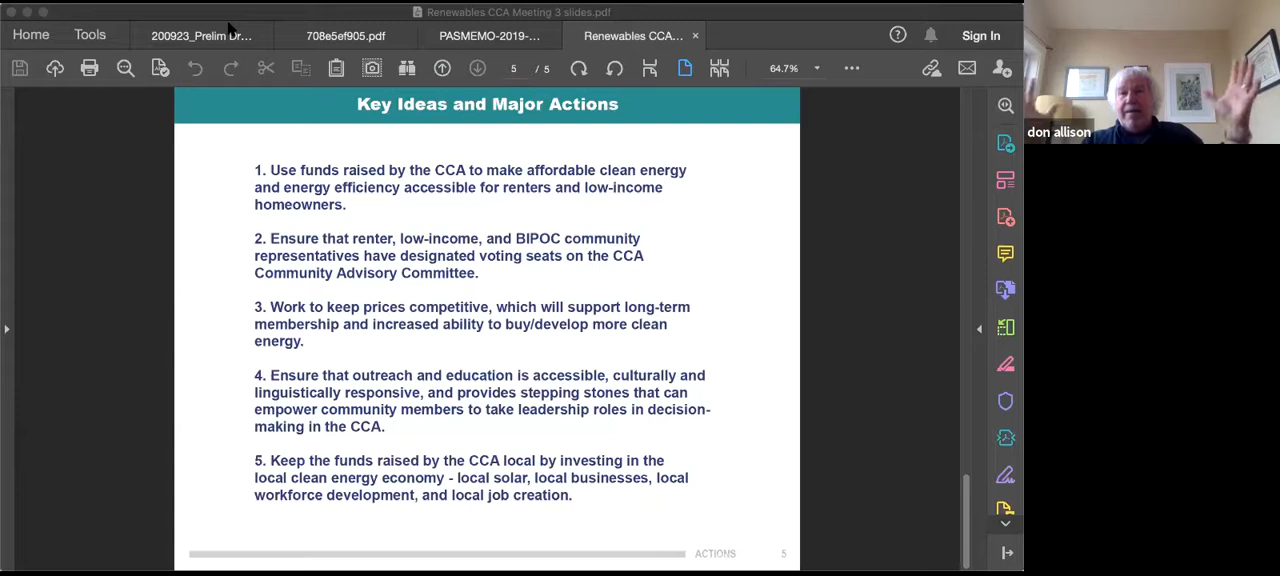 Renewables CCA Meeting 3 slides.pdf
Home
Tools
200923_Prelim Dr...
708e5ef905.pdf
PASMEMO-2019-...
Renewables CCA...
×
Sign In
5 / 5
64.7%
don allison
Key Ideas and Major Actions
1. Use funds raised by the CCA to make affordable clean energy
and energy efficiency accessible for renters and low-income
homeowners.
2. Ensure that renter, low-income, and BIPOC community
representatives have designated voting seats on the CCA
Community Advisory Committee.
3. Work to keep prices competitive, which will support long-term
membership and increased ability to buy/develop more clean
energy.
4. Ensure that outreach and education is accessible, culturally and
linguistically responsive, and provides stepping stones that can
empower community members to take leadership roles in decision-
making in the CCA.
5. Keep the funds raised by the CCA local by investing in the
local clean energy economy - local solar, local businesses, local
workforce development, and local job creation.
ACTIONS 5